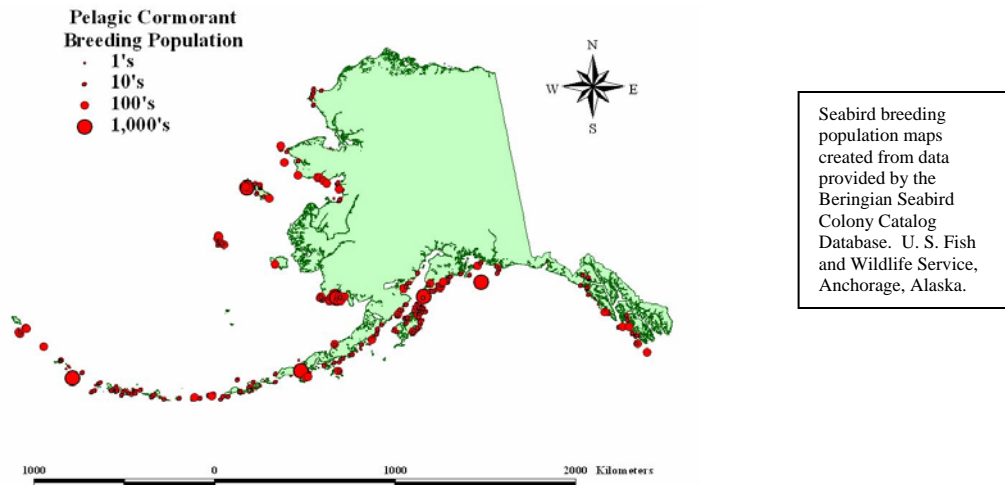 Pelagic Cormorant
Breeding Population
1's
10's
100's
1,000's
N
W E
S
Seabird breeding
population maps
created from data
provided by the
Beringian Seabird
Colony Catalog
Database. U. S. Fish
and Wildlife Service,
Anchorage, Alaska.
1000 0 1000 2000 Kilometers